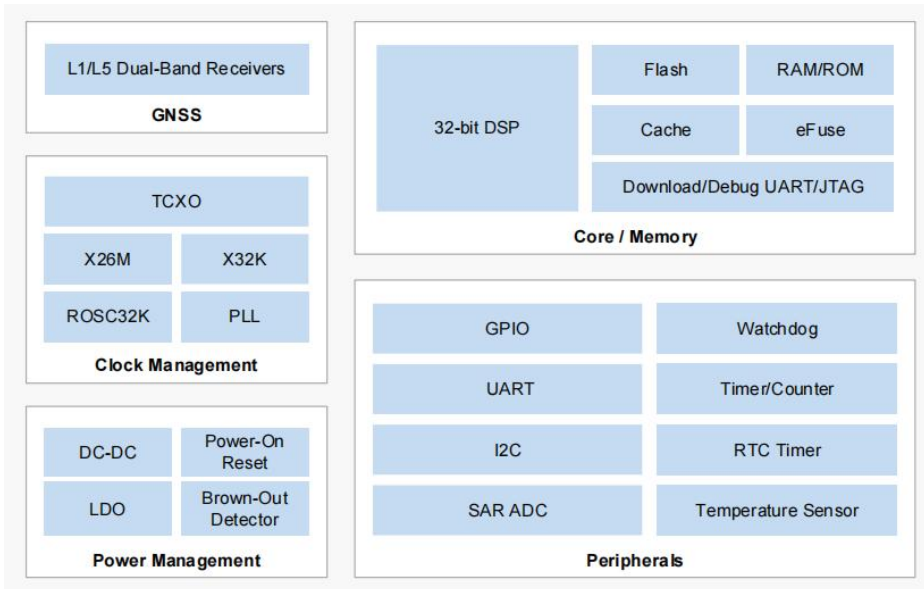 L1/L5 Dual-Band Receivers
GNSS
TCXO
X26M
X32K
ROSC32K
PLL
Clock Management
DC-DC
Power-On
Reset
LDO
Brown-Out
Detector
Power Management
32-bit DSP
Flash
RAM/ROM
Cache
eFuse
Download/Debug UART/JTAG
Core / Memory
GPIO
Watchdog
UART
Timer/Counter
I2C
RTC Timer
SAR ADC
Temperature Sensor
Peripherals